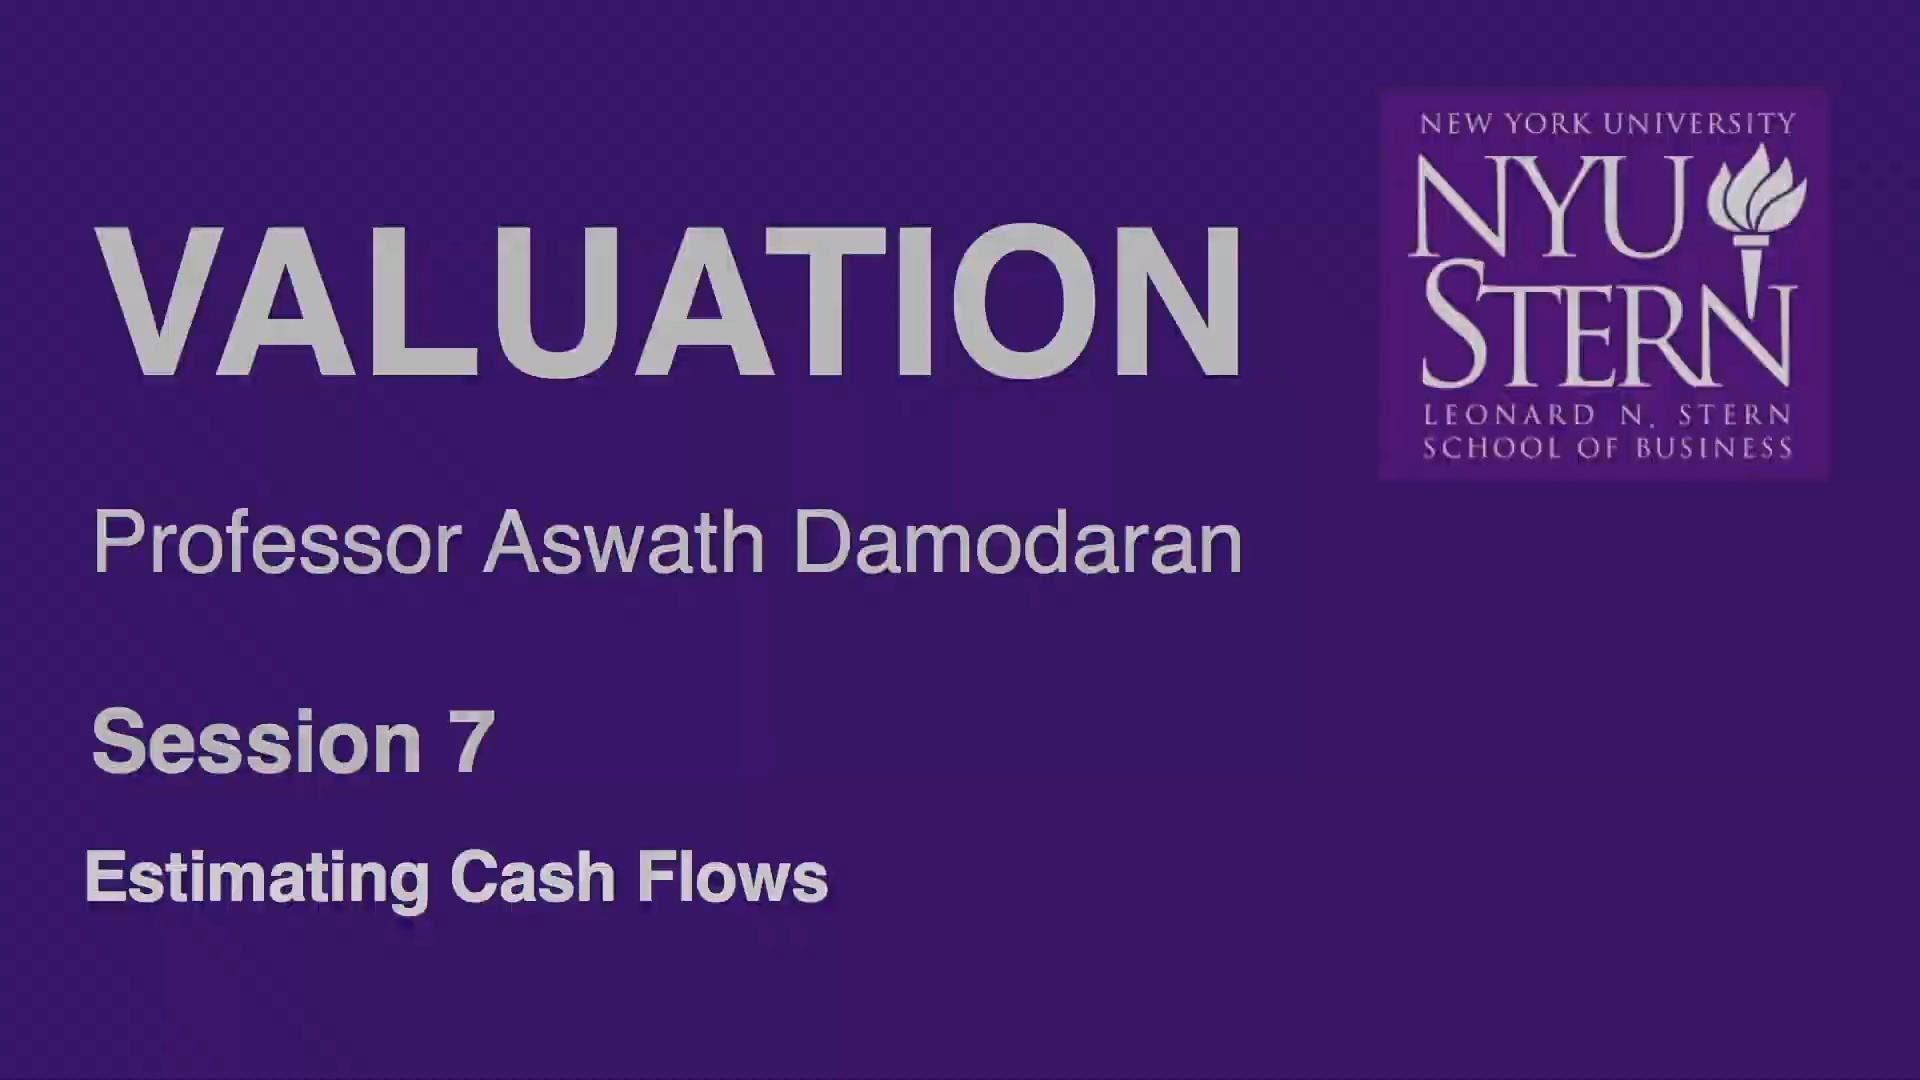 NEW YORK UNIVERSITY
NYU
STERN
LEONARD N. STERN
SCHOOL OF BUSINESS
VALUATION
Professor Aswath Damodaran
Session 7
Estimating Cash Flows